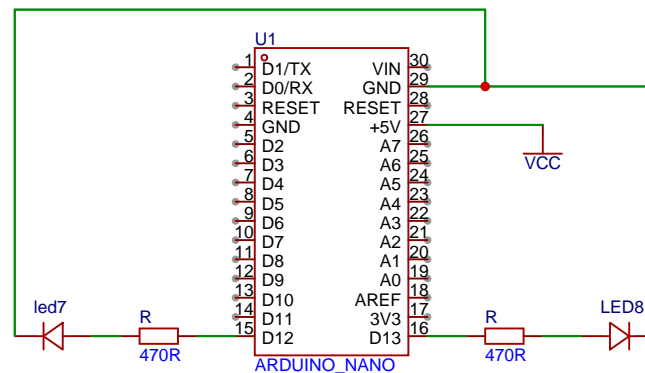 U1
1 D1/TX VIN 30
2 D0/RX GND 29
3 RESET RESET 28
4 GND +5V 27
5 D2 A7 26
6 D3 A6 25
7 D4 A5 24
8 D5 A4 23
9 D6 A3 22
10 D7 A2 21
11 D8 A1 20
12 D9 A0 19
13 D10 AREF 18
14 D11 3V3 17
15 D12 D13 16
ARDUINO_NANO
VCC
led7
R
470R
R
470R
LED8